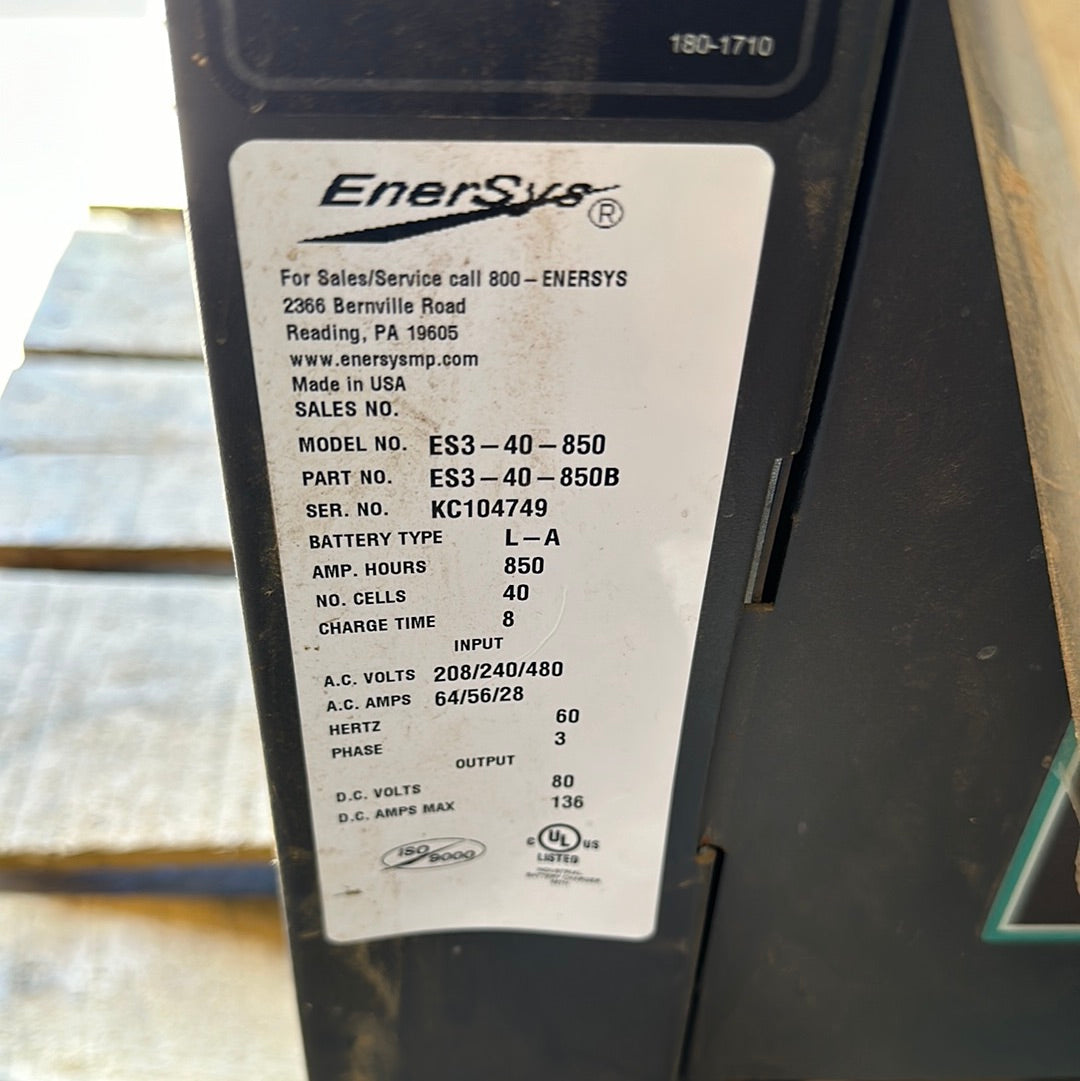 180-1710
EnerSys®
For Sales/Service call 800-ENERSYS
2366 Bernville Road
Reading, PA 19605
www.enersysmp.com
Made in USA
SALES NO.
MODEL NO. ES3-40-850
PART NO. ES3-40-850B
SER. NO. KC104749
BATTERY TYPE L-A
AMP. HOURS 850
NO. CELLS 40
CHARGE TIME 8
INPUT
A.C. VOLTS 208/240/480
A.C. AMPS 64/56/28
HERTZ 60
PHASE 3
OUTPUT
D.C. VOLTS 80
D.C. AMPS MAX 136
ISO 9000
C UL US
LISTED
INDUSTRIAL
BATTERY CHARGER